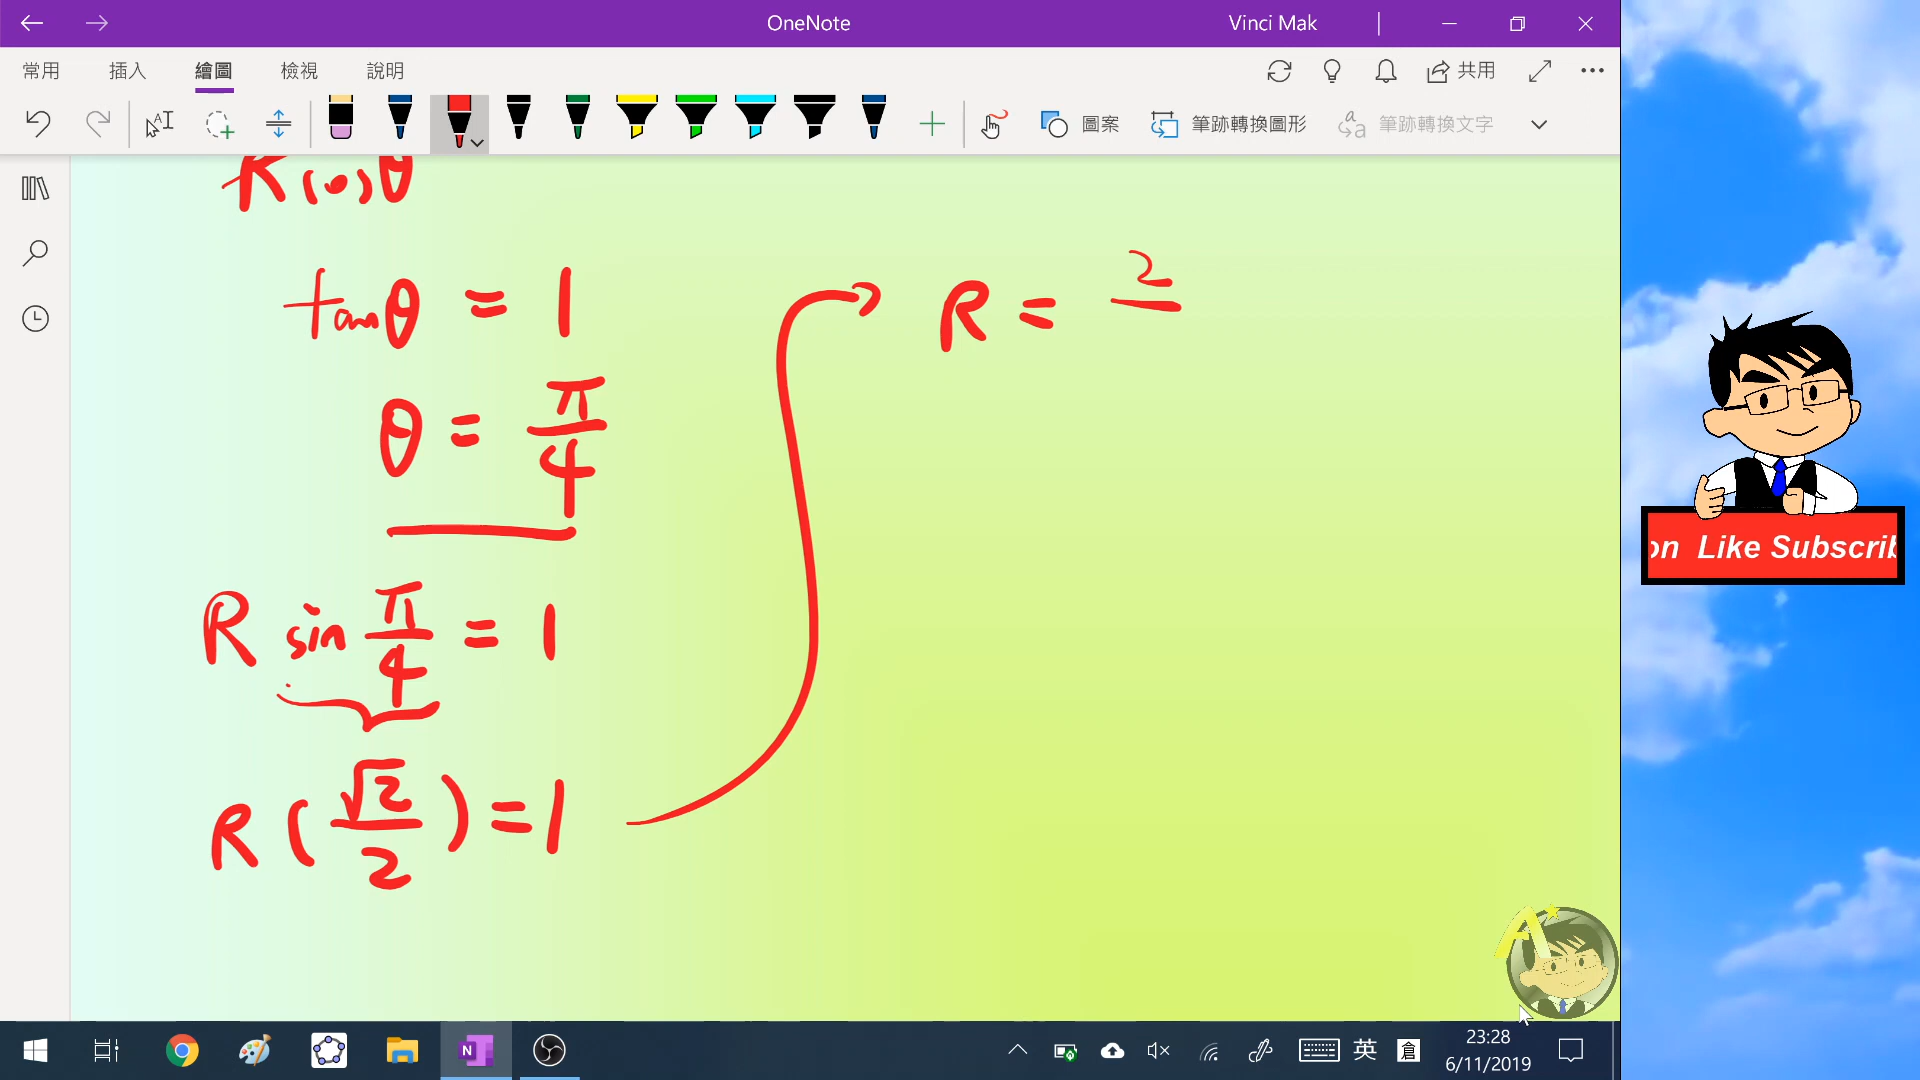 OneNote
Vinci Mak
常用 插入 繪圖 檢視 說明
共用
圖案 筆跡轉換圖形 筆跡轉換文字
R cosθ
tanθ = 1
θ = π/4
R sin π/4 = 1
R (√2/2) = 1
R = 2/
on Like Subscrib
A
N
英 倉
23:28
6/11/2019